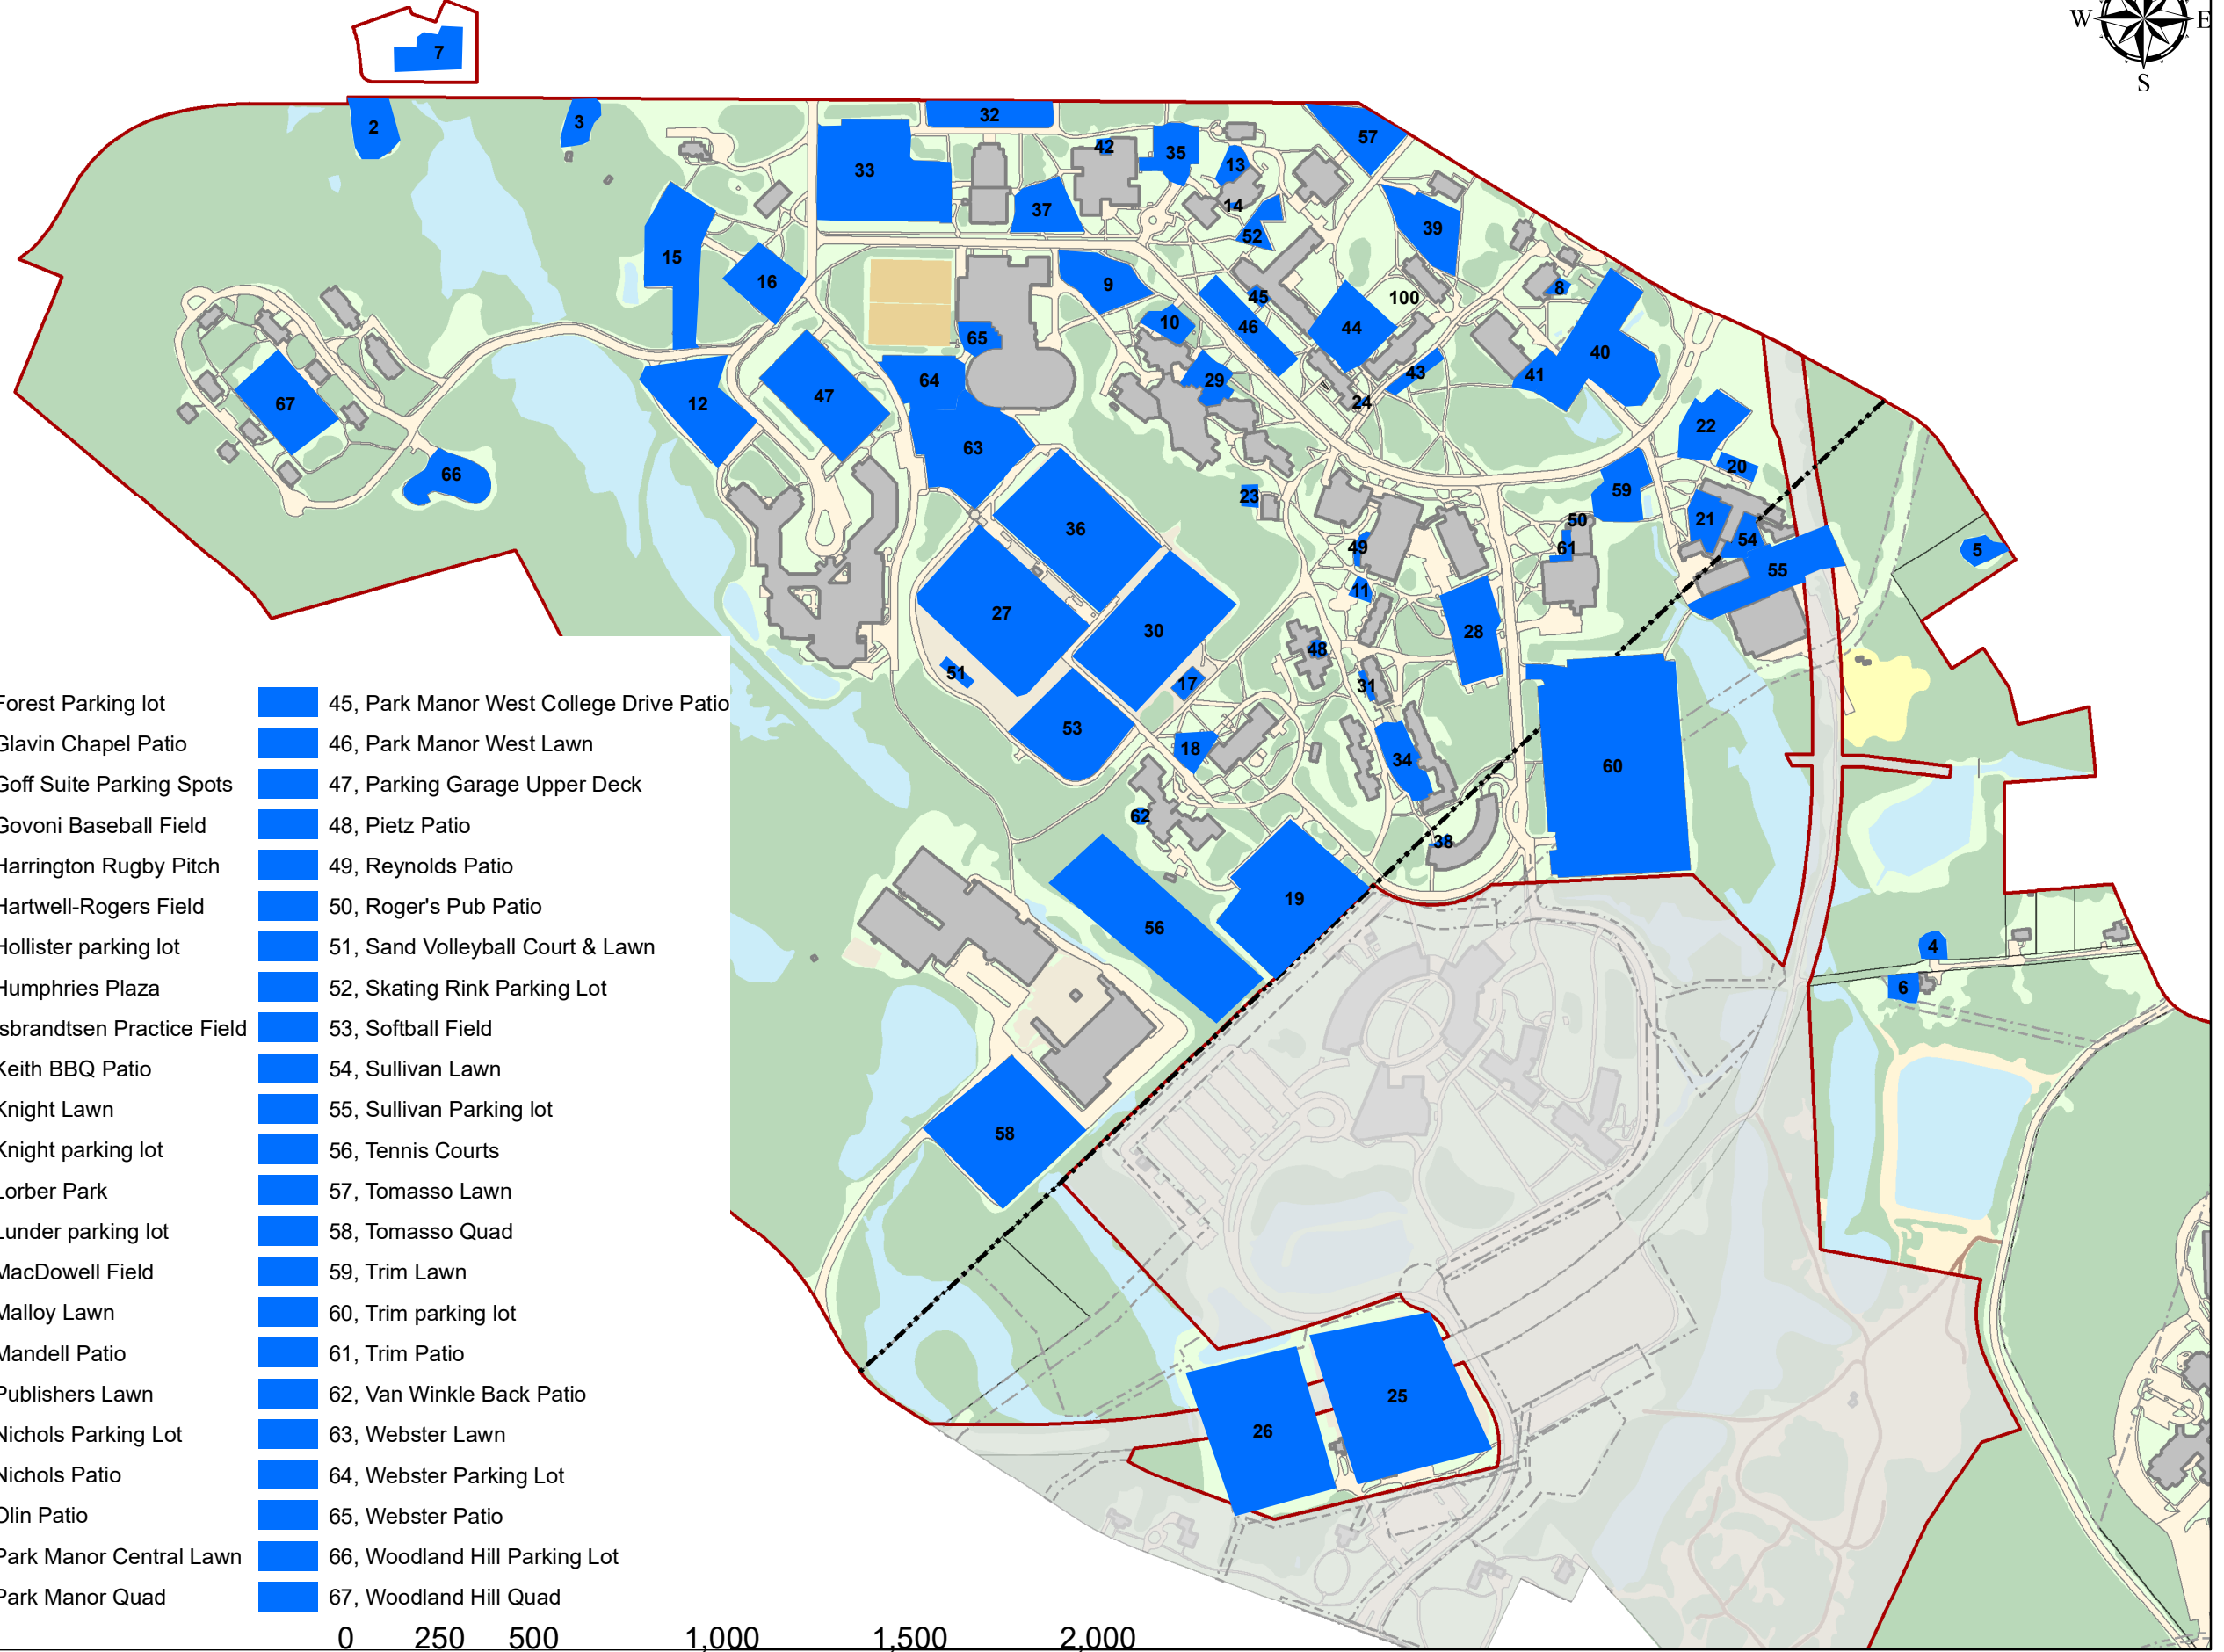 W E
S
7
2
3
32
57
33
42
35
13
37
14
39
52
15
16
9
8
45
100
10
46
44
65
40
64
29
43
41
67
12
47
24
22
63
66
20
23
59
36
21
50
54
49
61
5
55
11
27
30
28
48
51
17
31
53
18
34
60
62
38
19
56
4
6
58
25
26
Forest Parking lot
45, Park Manor West College Drive Patio
Glavin Chapel Patio
46, Park Manor West Lawn
Goff Suite Parking Spots
47, Parking Garage Upper Deck
Govoni Baseball Field
48, Pietz Patio
Harrington Rugby Pitch
49, Reynolds Patio
Hartwell-Rogers Field
50, Roger's Pub Patio
Hollister parking lot
51, Sand Volleyball Court & Lawn
Humphries Plaza
52, Skating Rink Parking Lot
sbrandtsen Practice Field
53, Softball Field
Keith BBQ Patio
54, Sullivan Lawn
Knight Lawn
55, Sullivan Parking lot
Knight parking lot
56, Tennis Courts
Lorber Park
57, Tomasso Lawn
Lunder parking lot
58, Tomasso Quad
MacDowell Field
59, Trim Lawn
Malloy Lawn
60, Trim parking lot
Mandell Patio
61, Trim Patio
Publishers Lawn
62, Van Winkle Back Patio
Nichols Parking Lot
63, Webster Lawn
Nichols Patio
64, Webster Parking Lot
Olin Patio
65, Webster Patio
Park Manor Central Lawn
66, Woodland Hill Parking Lot
Park Manor Quad
67, Woodland Hill Quad
0 250 500 1,000 1,500 2,000